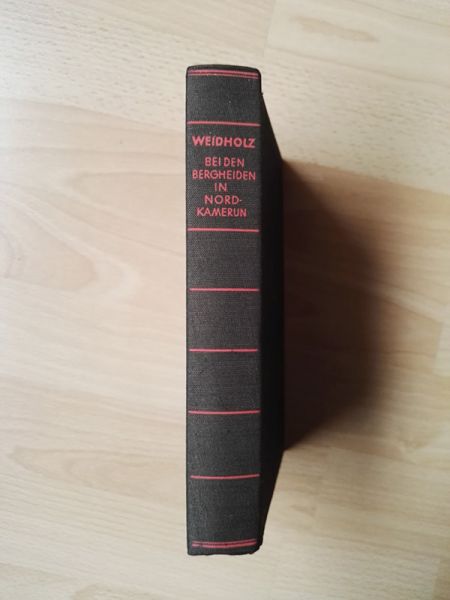 WEIDHOLZ
BEI DEN
BERGHEIDEN
IN
NORD-
KAMERUN